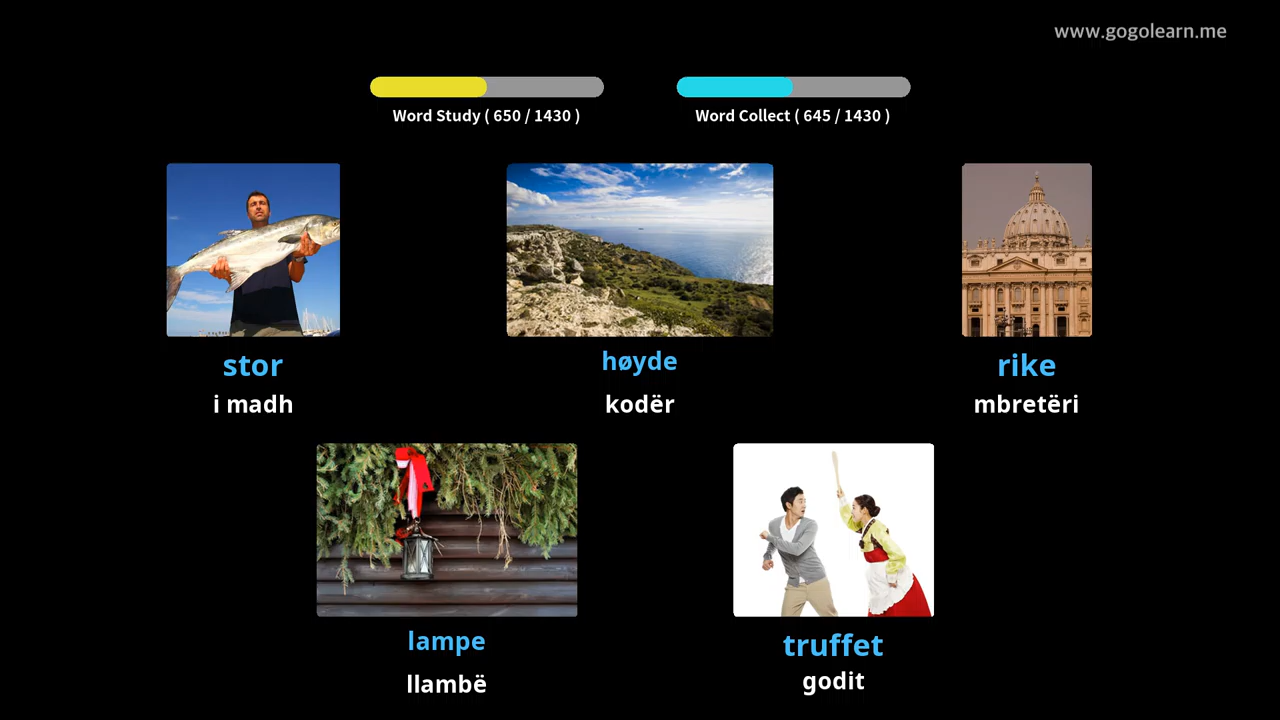 www.gogolearn.me
Word Study ( 650 / 1430 )
Word Collect ( 645 / 1430 )
stor
høyde
rike
i madh
kodër
mbretëri
lampe
truffet
llambë
godit